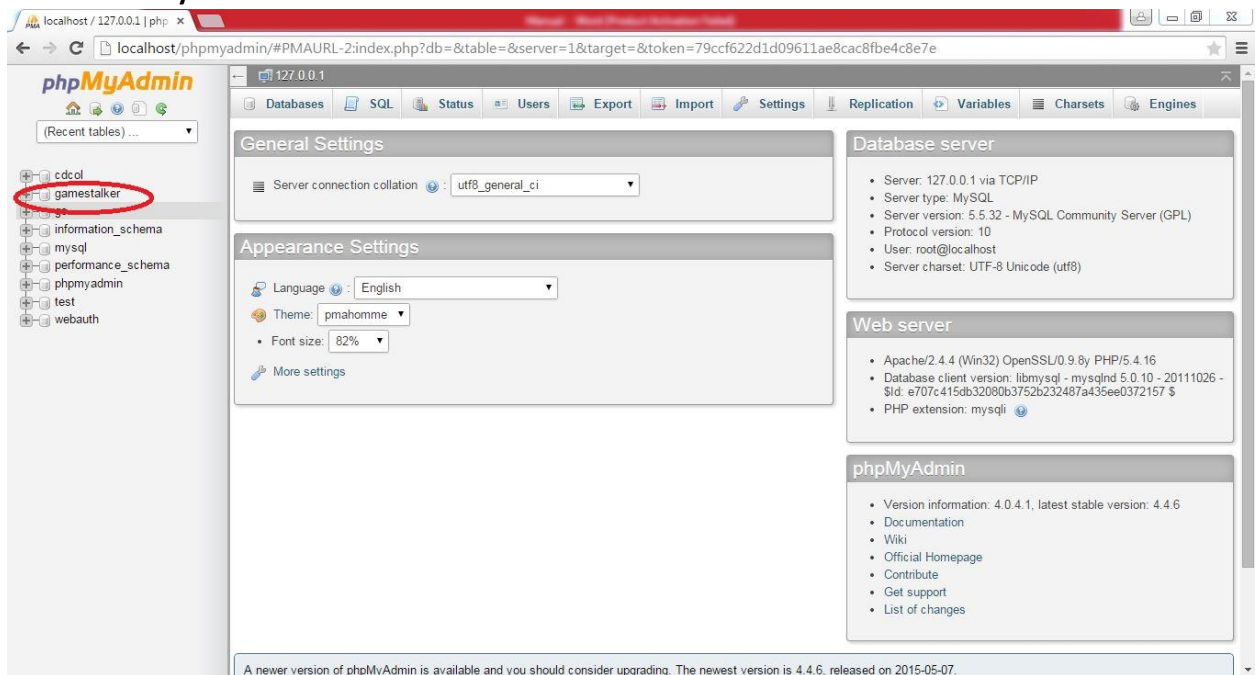 localhost / 127.0.0.1 | php
localhost/phpmyadmin/#PMAURL-2:index.php?db=&table=&server=1&target=&token=79ccf622d1d09611ae8cac8fbe4c8e7e
phpMyAdmin
(Recent tables) ...
cdcol
gamestalker
information_schema
mysql
performance_schema
phpmyadmin
test
webauth
127.0.0.1
Databases SQL Status Users Export Import Settings Replication Variables Charsets Engines
General Settings
Server connection collation : utf8_general_ci
Appearance Settings
Language : English
Theme: pmahomme
• Font size: 82%
More settings
Database server
• Server: 127.0.0.1 via TCP/IP
• Server type: MySQL
• Server version: 5.5.32 - MySQL Community Server (GPL)
• Protocol version: 10
• User: root@localhost
• Server charset: UTF-8 Unicode (utf8)
Web server
• Apache/2.4.4 (Win32) OpenSSL/0.9.8y PHP/5.4.16
• Database client version: libmysql - mysqlnd 5.0.10 - 20111026 -
$Id: e707c415db32080b3752b232487a435ee0372157 $
• PHP extension: mysqli
phpMyAdmin
• Version information: 4.0.4.1, latest stable version: 4.4.6
• Documentation
• Wiki
• Official Homepage
• Contribute
• Get support
• List of changes
A newer version of phpMyAdmin is available and you should consider upgrading. The newest version is 4.4.6, released on 2015-05-07.